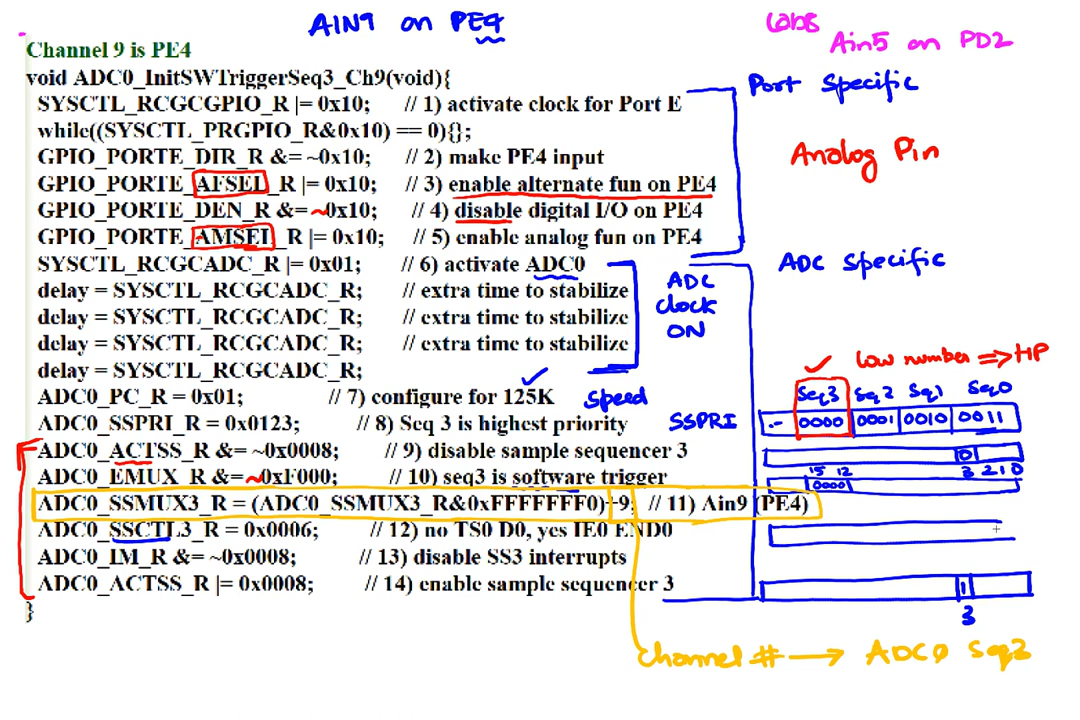 AIN9 on PE4
Lab8
Ain5 on PD2
Channel 9 is PE4
void ADC0_InitSWTriggerSeq3_Ch9(void){
SYSCTL_RCGCGPIO_R |= 0x10; // 1) activate clock for Port E
while((SYSCTL_PRGPIO_R&0x10) == 0){};
GPIO_PORTE_DIR_R &= ~0x10; // 2) make PE4 input
GPIO_PORTE_AFSEL_R |= 0x10; // 3) enable alternate fun on PE4
GPIO_PORTE_DEN_R &= ~0x10; // 4) disable digital I/O on PE4
GPIO_PORTE_AMSEL_R |= 0x10; // 5) enable analog fun on PE4
SYSCTL_RCGCADC_R |= 0x01; // 6) activate ADC0
delay = SYSCTL_RCGCADC_R; // extra time to stabilize
delay = SYSCTL_RCGCADC_R; // extra time to stabilize
delay = SYSCTL_RCGCADC_R; // extra time to stabilize
delay = SYSCTL_RCGCADC_R;
ADC0_PC_R = 0x01; // 7) configure for 125K
ADC0_SSPRI_R = 0x0123; // 8) Seq 3 is highest priority
ADC0_ACTSS_R &= ~0x0008; // 9) disable sample sequencer 3
ADC0_EMUX_R &= ~0xF000; // 10) seq3 is software trigger
ADC0_SSMUX3_R = (ADC0_SSMUX3_R&0xFFFFFFF0)+9; // 11) Ain9 (PE4)
ADC0_SSCTL3_R = 0x0006; // 12) no TS0 D0, yes IE0 END0
ADC0_IM_R &= ~0x0008; // 13) disable SS3 interrupts
ADC0_ACTSS_R |= 0x0008; // 14) enable sample sequencer 3
}
Port Specific
Analog Pin
ADC Specific
ADC
Clock
ON
speed
Low number => HP
Seq3 Seq2 Seq1 Seq0
SSPRI 0000 0001 0010 0011
0
15 12 3 2 1 0
0000
1
3
Channel # → ADC0 Seq3